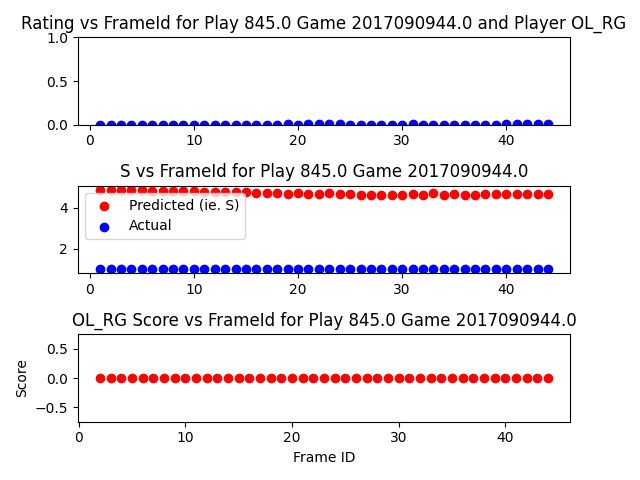 Rating vs FrameId for Play 845.0 Game 2017090944.0 and Player OL_RG
1.0
0.5
0.0
0 10 20 30 40
S vs FrameId for Play 845.0 Game 2017090944.0
4
2
Predicted (ie. S)
Actual
0 10 20 30 40
OL_RG Score vs FrameId for Play 845.0 Game 2017090944.0
Score
0.5
0.0
−0.5
0 10 20 30 40
Frame ID